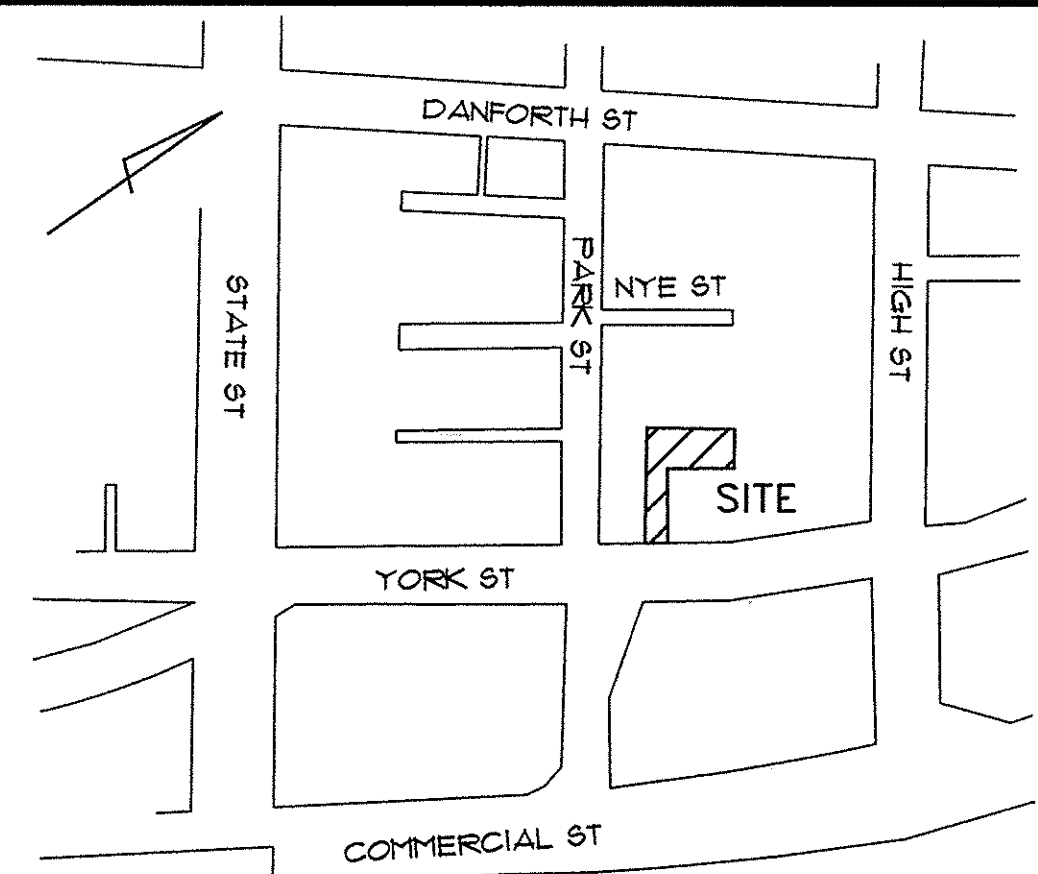 DANFORTH ST
STATE ST
PARK ST
NYE ST
HIGH ST
SITE
YORK ST
COMMERCIAL ST